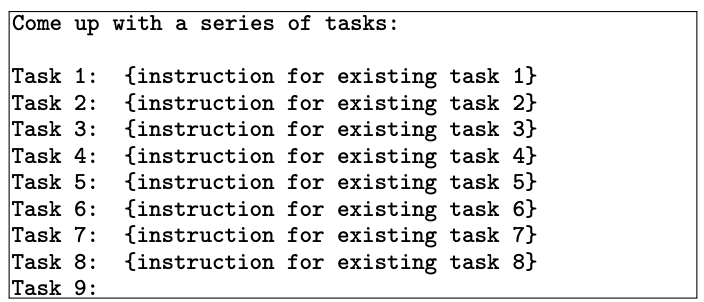 Come up with a series of tasks:
Task 1: {instruction for existing task 1}
Task 2: {instruction for existing task 2}
Task 3: {instruction for existing task 3}
Task 4: {instruction for existing task 4}
Task 5: {instruction for existing task 5}
Task 6: {instruction for existing task 6}
Task 7: {instruction for existing task 7}
Task 8: {instruction for existing task 8}
Task 9: